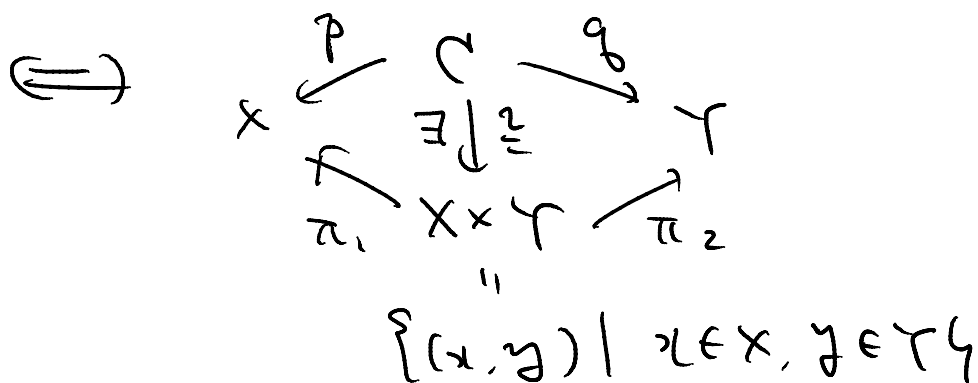 (⟸)
p C q
X ∃ ↓ ≅ Y
π₁ X × Y π₂
=
{(x, y) | x ∈ X, y ∈ Y}